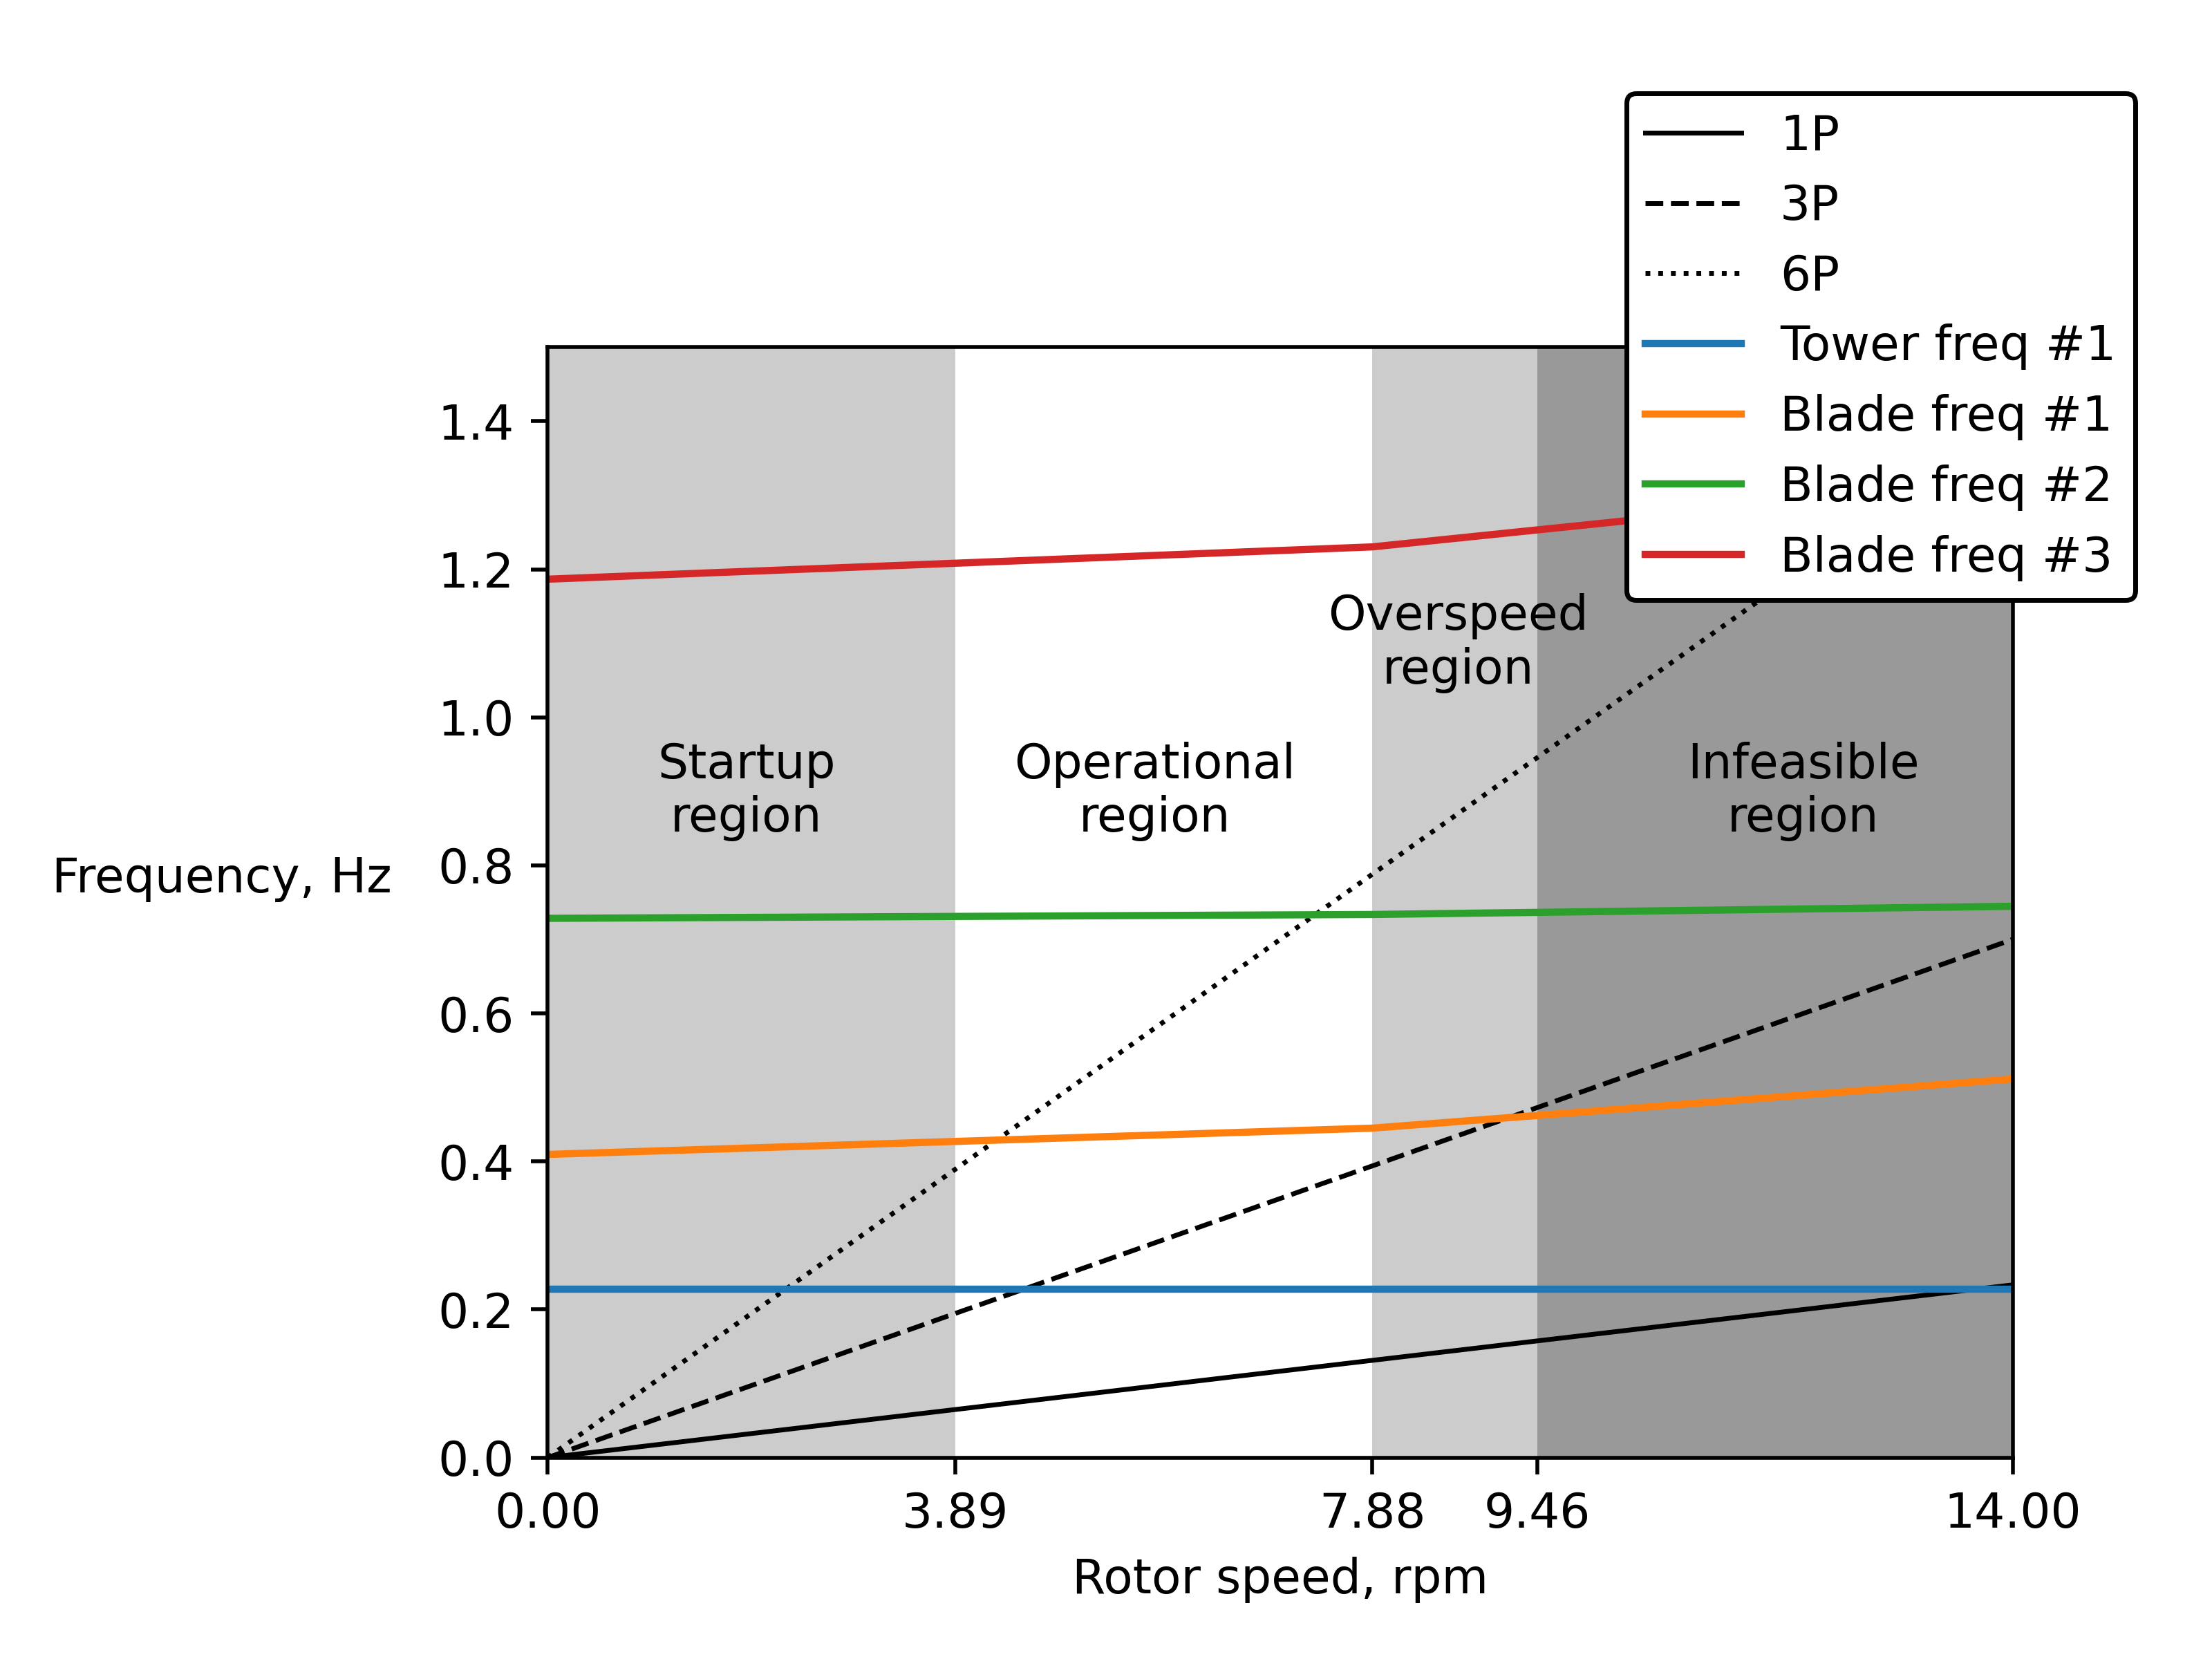 1P
3P
6P
Tower freq #1
Blade freq #1
Blade freq #2
Blade freq #3
1.4
1.2
1.0
0.8
0.6
0.4
0.2
0.0
Frequency, Hz
Overspeed
region
Startup
region
Operational
region
Infeasible
region
0.00
3.89
7.88
9.46
14.00
Rotor speed, rpm